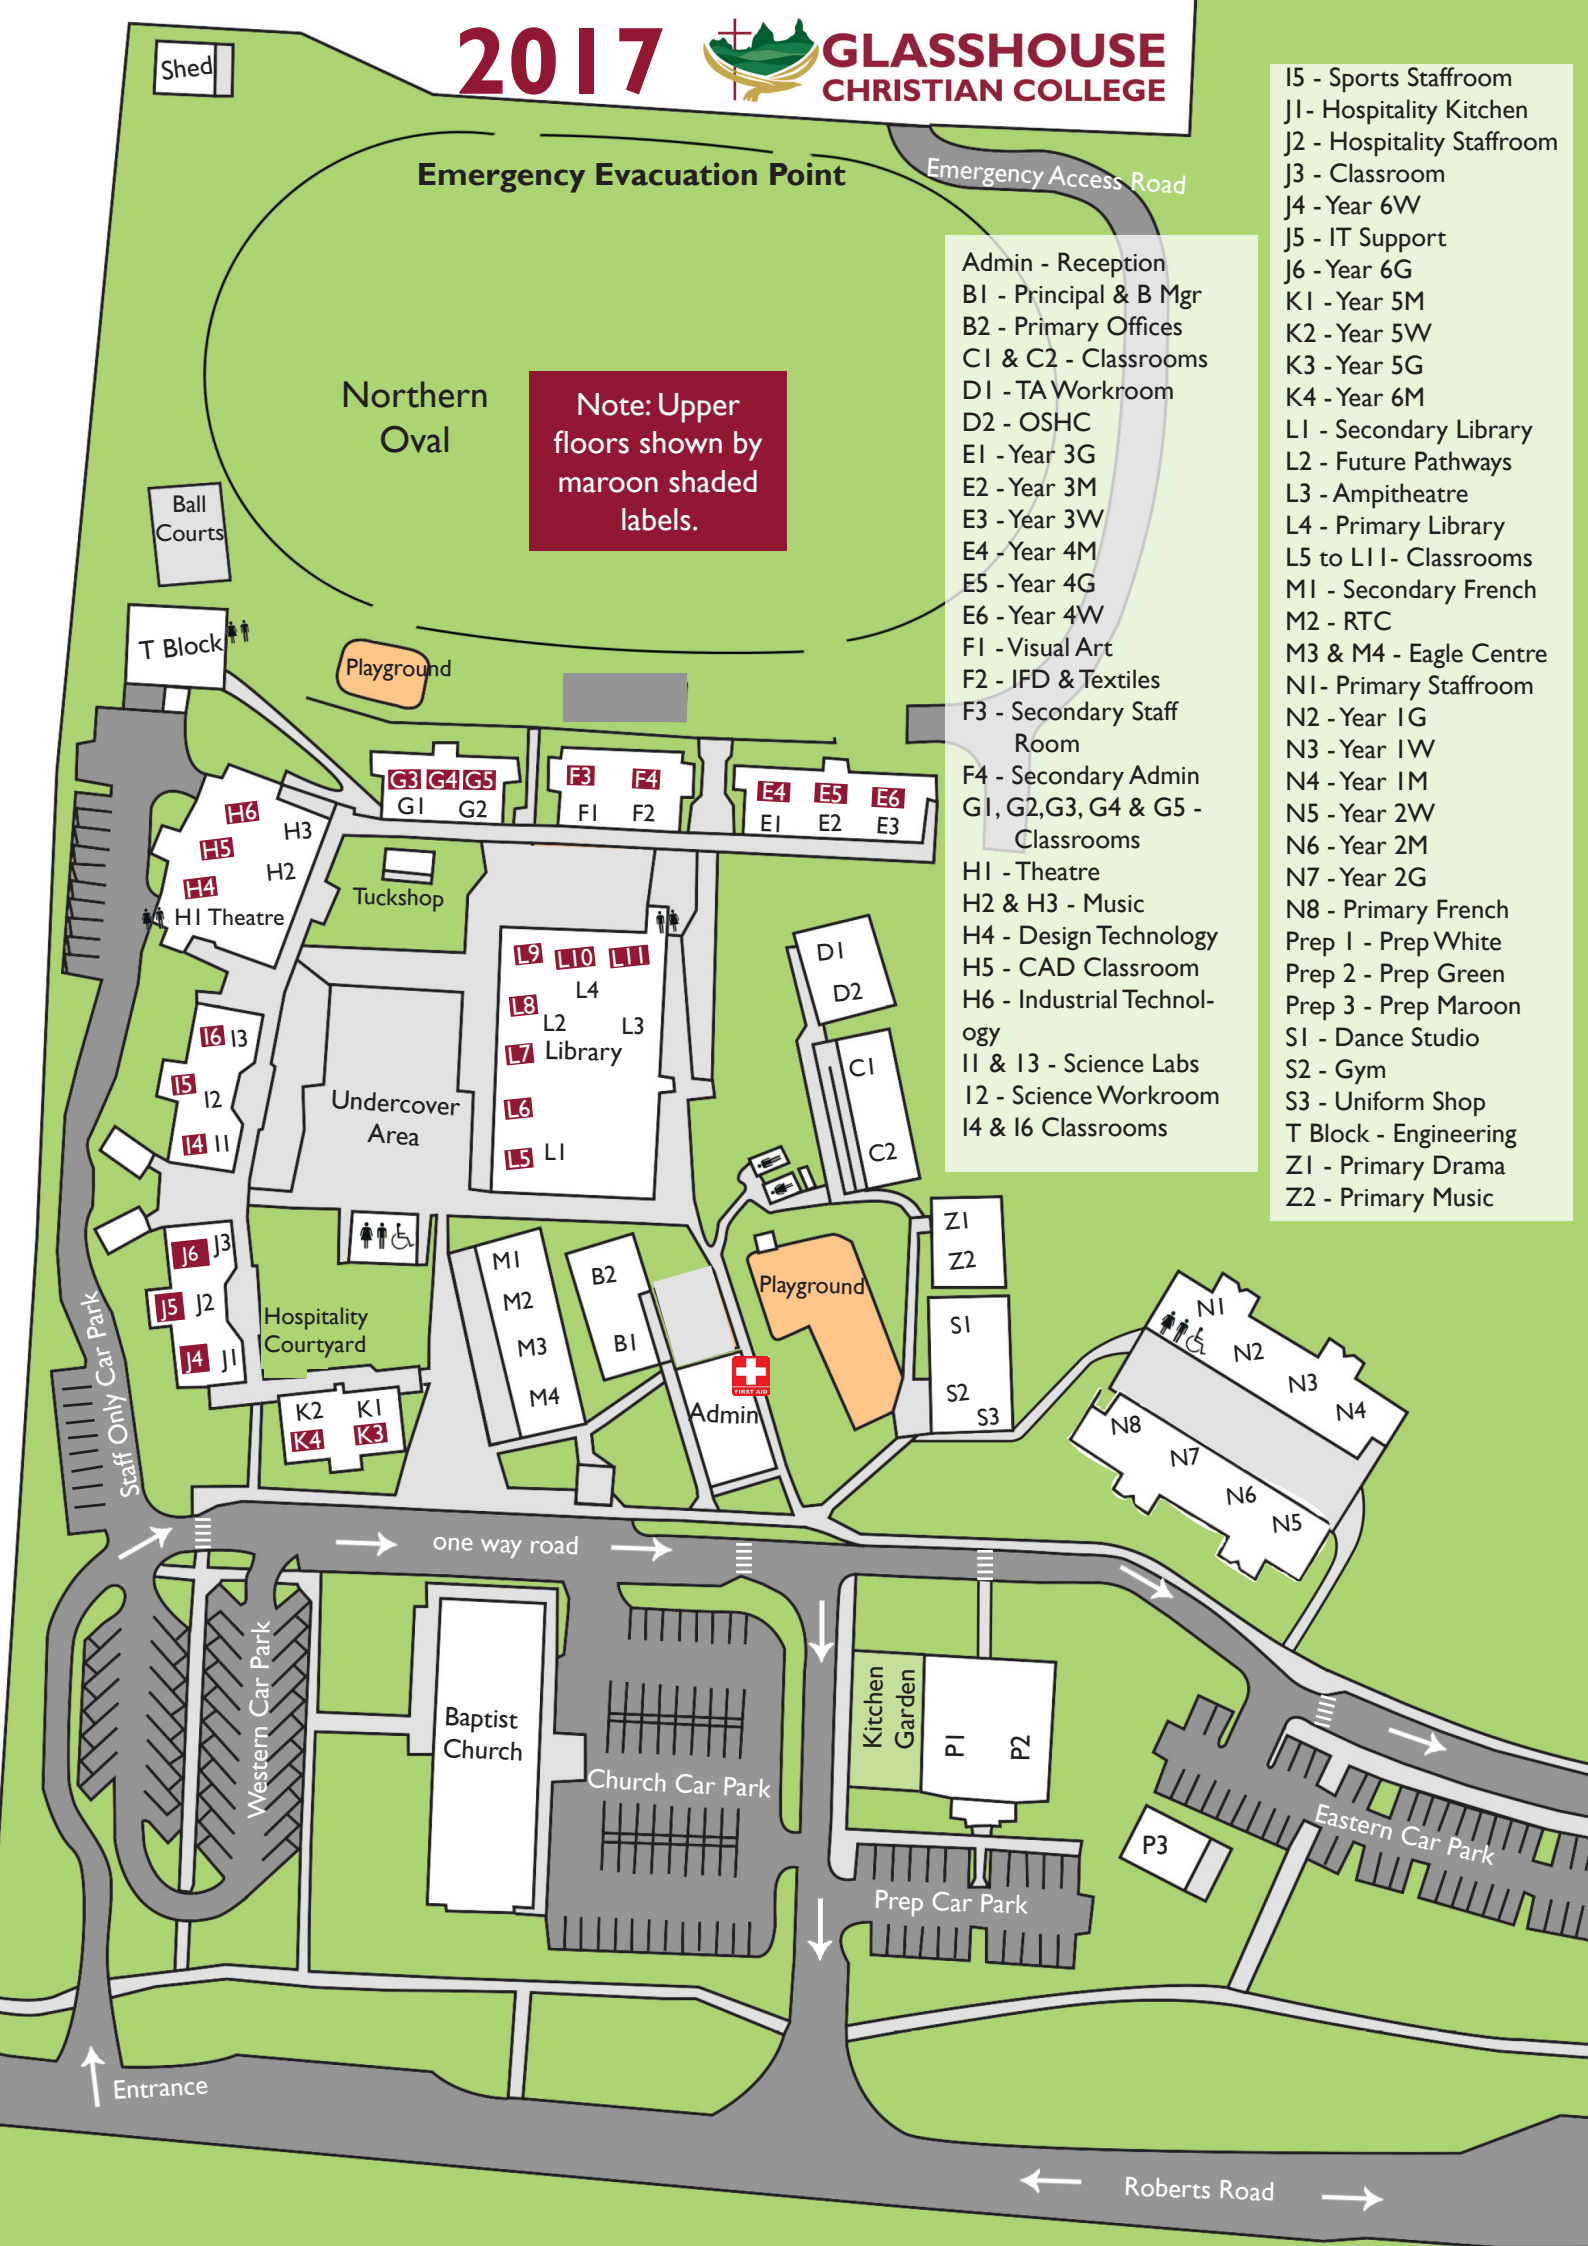 2017
GLASSHOUSE
CHRISTIAN COLLEGE
Shed
Emergency Evacuation Point
Emergency Access Road
Northern
Oval
Note: Upper
floors shown by
maroon shaded
labels.
Ball
Courts
T Block
Playground
G3 G4 G5
G1 G2
F3 F4
F1 F2
E4 E5 E6
E1 E2 E3
H6
H3
H5
H2
H4
H1 Theatre
Tuckshop
L9 L10 L11
L4
L8
L2 L3
L7 Library
L6
L5 L1
Undercover
Area
I6 I3
I5
I2
I4 I1
D1
D2
C1
C2
J6 J3
J5 J2
J4 J1
Hospitality
Courtyard
K2 K1
K4 K3
M1
M2
M3
M4
B2
B1
FIRST AID
Admin
Playground
Z1
Z2
S1
S2
S3
N1
N2
N3
N4
N8
N7
N6
N5
Staff Only Car Park
one way road
Western Car Park
Baptist
Church
Church Car Park
Kitchen
Garden
P1
P2
Prep Car Park
P3
Eastern Car Park
Entrance
Roberts Road
Admin - Reception
B1 - Principal & B Mgr
B2 - Primary Offices
C1 & C2 - Classrooms
D1 - TA Workroom
D2 - OSHC
E1 - Year 3G
E2 - Year 3M
E3 - Year 3W
E4 - Year 4M
E5 - Year 4G
E6 - Year 4W
F1 - Visual Art
F2 - IFD & Textiles
F3 - Secondary Staff
Room
F4 - Secondary Admin
G1, G2,G3, G4 & G5 -
Classrooms
H1 - Theatre
H2 & H3 - Music
H4 - Design Technology
H5 - CAD Classroom
H6 - Industrial Technol-
ogy
I1 & 13 - Science Labs
12 - Science Workroom
I4 & I6 Classrooms
I5 - Sports Staffroom
J1- Hospitality Kitchen
J2 - Hospitality Staffroom
J3 - Classroom
J4 - Year 6W
J5 - IT Support
J6 - Year 6G
K1 - Year 5M
K2 - Year 5W
K3 - Year 5G
K4 - Year 6M
L1 - Secondary Library
L2 - Future Pathways
L3 - Ampitheatre
L4 - Primary Library
L5 to L11- Classrooms
M1 - Secondary French
M2 - RTC
M3 & M4 - Eagle Centre
N1- Primary Staffroom
N2 - Year 1G
N3 - Year 1W
N4 - Year 1M
N5 - Year 2W
N6 - Year 2M
N7 - Year 2G
N8 - Primary French
Prep 1 - Prep White
Prep 2 - Prep Green
Prep 3 - Prep Maroon
S1 - Dance Studio
S2 - Gym
S3 - Uniform Shop
T Block - Engineering
Z1 - Primary Drama
Z2 - Primary Music